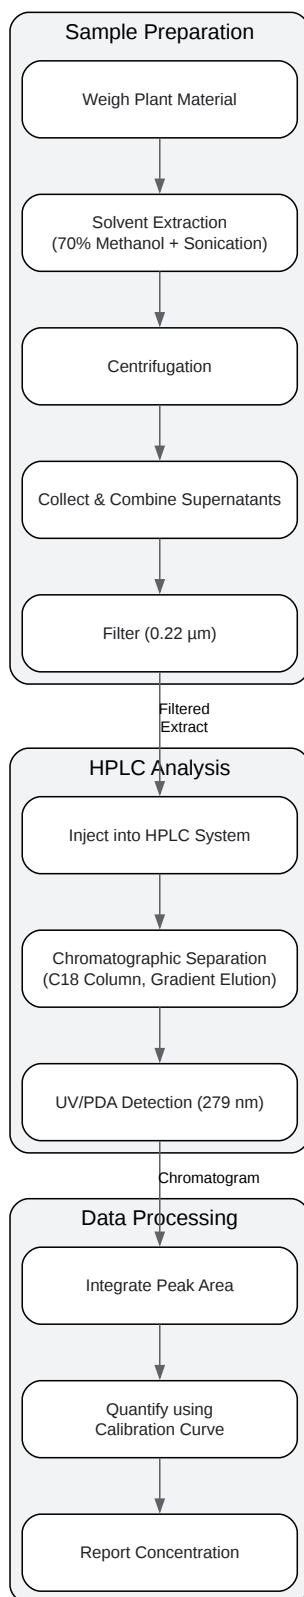 Sample Preparation
Weigh Plant Material
Solvent Extraction
(70% Methanol + Sonication)
Centrifugation
Collect & Combine Supernatants
Filter (0.22 µm)
Filtered
Extract
HPLC Analysis
Inject into HPLC System
Chromatographic Separation
(C18 Column, Gradient Elution)
UV/PDA Detection (279 nm)
Chromatogram
Data Processing
Integrate Peak Area
Quantify using
Calibration Curve
Report Concentration